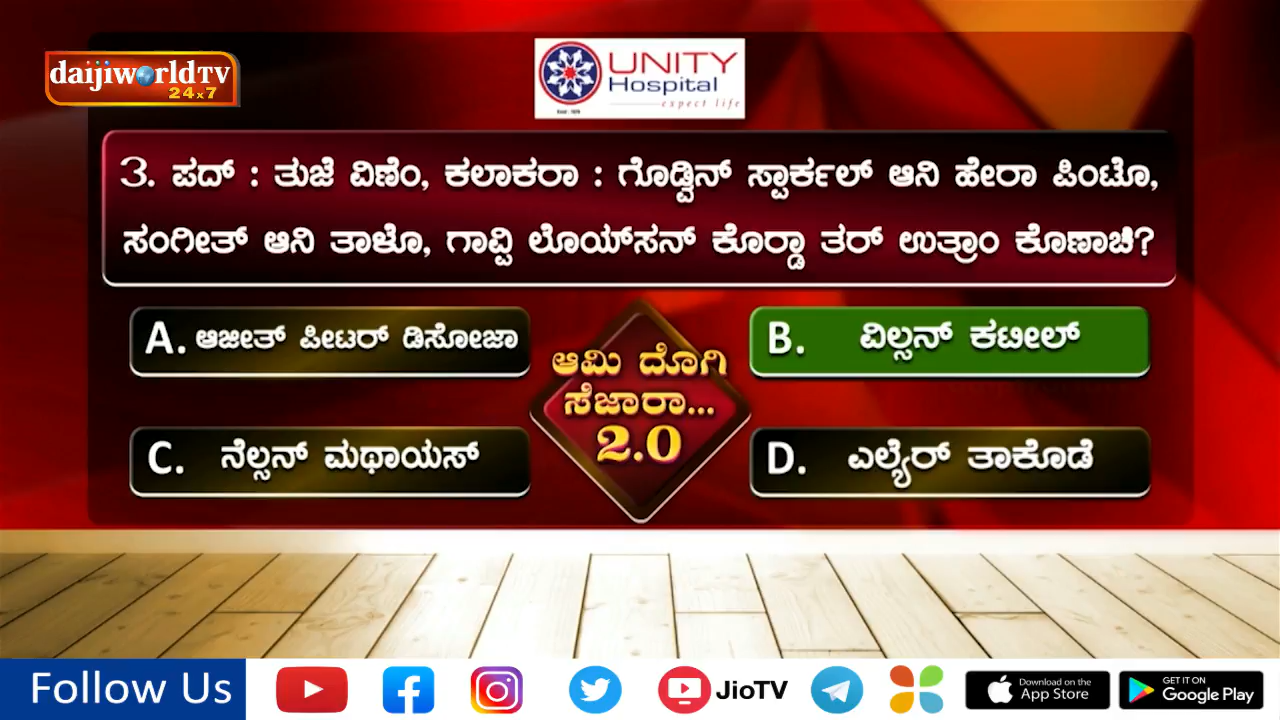 daijiworldTV
24x7
UNITY
Hospital
expect life
3. ಪದ್ : ತುಜೆ ವಿಣೆಂ, ಕಲಾಕರಾ : ಗೊಡ್ವಿನ್ ಸ್ಪಾರ್ಕಲ್ ಆನಿ ಹೇರಾ ಪಿಂಟೊ,
ಸಂಗೀತ್ ಆನಿ ತಾಳೊ, ಗಾವ್ಪಿ ಲೊಯ್‌ಸನ್ ಕೊರ್‍ಡಾ ತರ್ ಉತ್ರಾಂ ಕೊಣಾಚಿ?
A. ಆಜೀತ್ ಪೀಟರ್ ಡಿಸೋಜಾ
B. ವಿಲ್ಸನ್ ಕಟೀಲ್
ಆಮಿ ದೊಗಿ
ಸೆಜಾರಾ...
2.0
C. ನೆಲ್ಸನ್ ಮಥಾಯಸ್
D. ಎಲ್ಯೈರ್ ತಾಕೊಡೆ
Follow Us
JioTV
Download on the
App Store
GET IT ON
Google Play